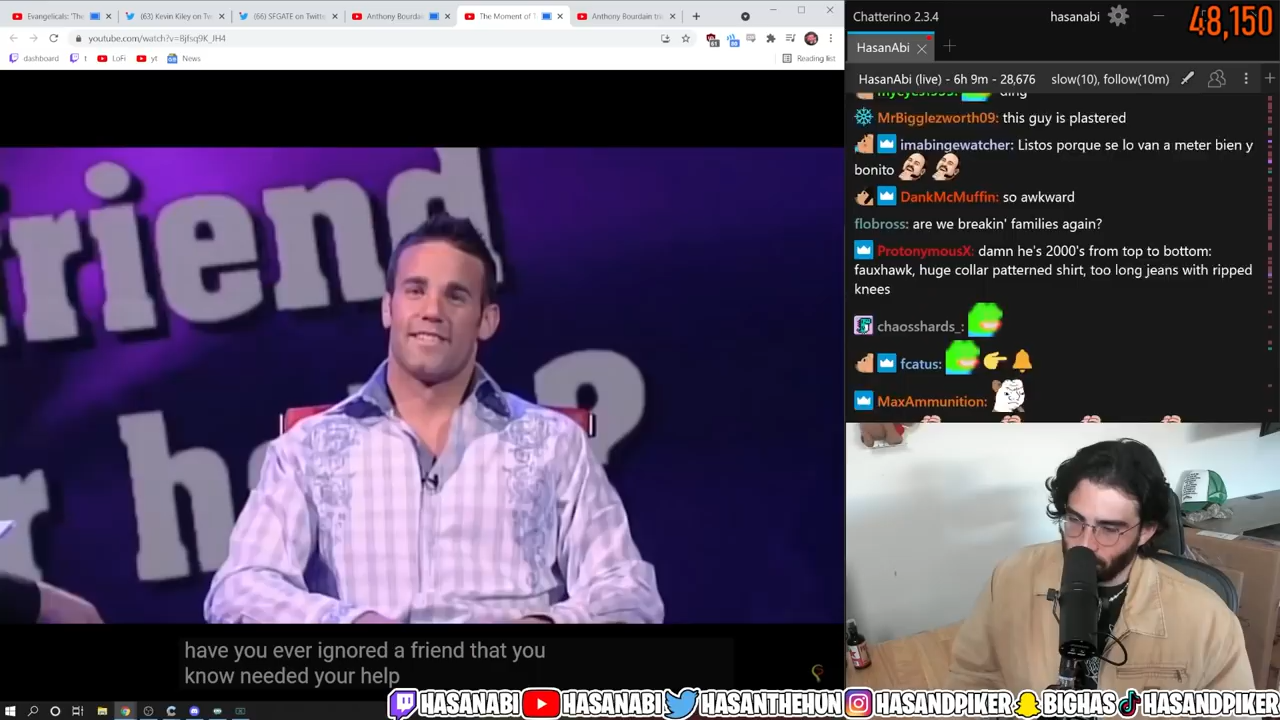 Evangelicals: 'The
(63) Kevin Kiley on Tw
(66) SFGATE on Twitte
Anthony Bourda
The Moment of T
Anthony Bourdain tro
youtube.com/watch?v=Bjfsq9K_JH4
dashboard
1
LoFi
yt
News
Reading list
friend
r h
?
have you ever ignored a friend that you
know needed your help
Chatterino 2.3.4
hasanabi
48,150
HasanAbi
HasanAbi (live) - 6h 9m - 28,676
slow(10), follow(10m)
ding
MrBigglezworth09: this guy is plastered
imabingewatcher: Listos porque se lo van a meter bien y
bonito
DankMcMuffin: so awkward
flobross: are we breakin' families again?
ProtonymousX: damn he's 2000's from top to bottom:
fauxhawk, huge collar patterned shirt, too long jeans with ripped
knees
chaosshards_:
fcatus:
MaxAmmunition:
HASANABI
HASANABI
HASANTHEHUN
HASANDPIKER
BIGHAS
HASANDPIKER